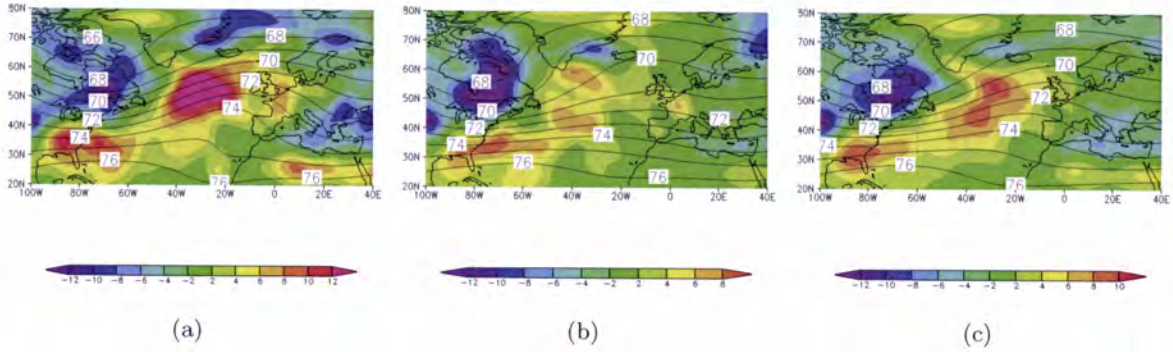 80N 80N 80N
70N 70N 70N
60N 60N 60N
50N 50N 50N
40N 40N 40N
30N 30N 30N
20N 20N 20N
66 68 68 70 70 72 72 74 74 76 76
68 68 70 70 72 72 74 74 76 76
68 68 70 70 72 72 74 74 76 76
100W 80W 60W 40W 20W 0 20E 40E 100W 80W 60W 40W 20W 0 20E 40E 100W 80W 60W 40W 20W 0 20E 40E
-12 -10 -8 -6 -4 -2 2 4 6 8 10 12 -12 -10 -8 -6 -4 -2 2 4 6 8 -12 -10 -8 -6 -4 -2 2 4 6 8 10
(a) (b) (c)